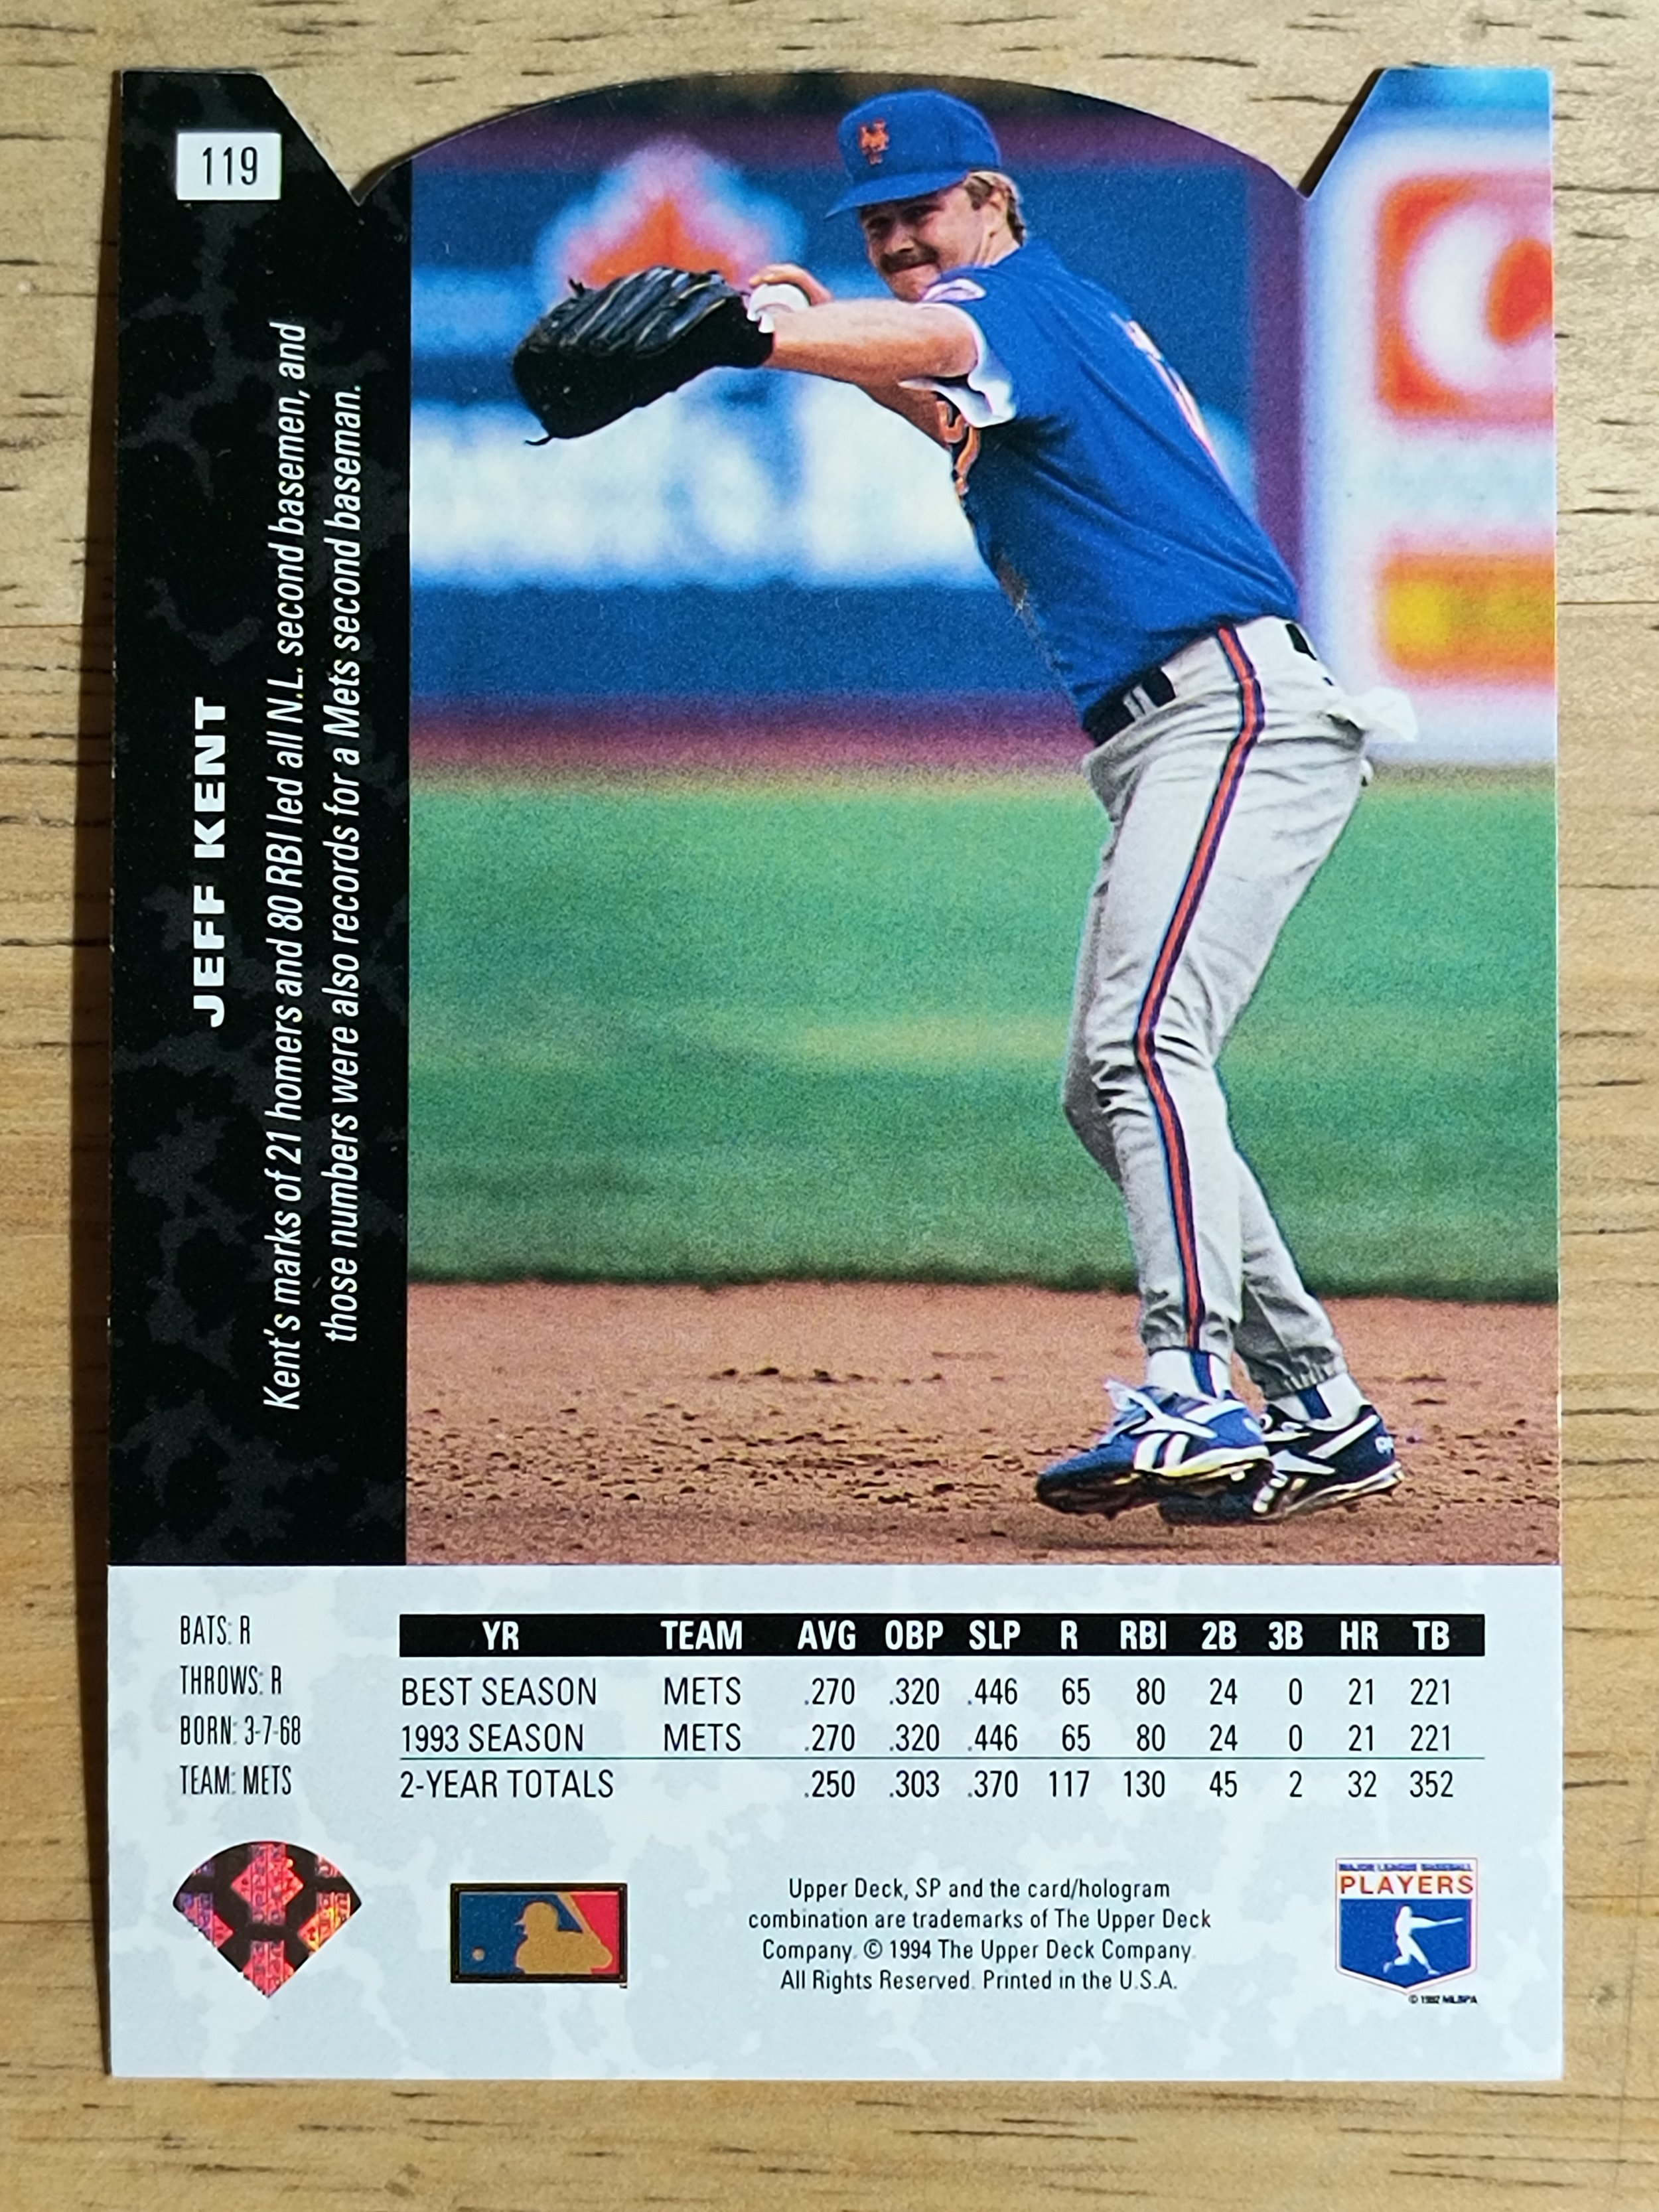 119
JEFF KENT
Kent's marks of 21 homers and 80 RBI led all N.L. second basemen, and
those numbers were also records for a Mets second baseman.
BATS: R
THROWS: R
BORN: 3-7-68
TEAM: METS
YR TEAM AVG OBP SLP R RBI 2B 3B HR TB
BEST SEASON METS .270 .320 .446 65 80 24 0 21 221
1993 SEASON METS .270 .320 .446 65 80 24 0 21 221
2-YEAR TOTALS .250 .303 .370 117 130 45 2 32 352
Upper Deck, SP and the card/hologram
combination are trademarks of The Upper Deck
Company. © 1994 The Upper Deck Company.
All Rights Reserved. Printed in the U.S.A.
MAJOR LEAGUE BASEBALL
PLAYERS
© 1992 MLBPA